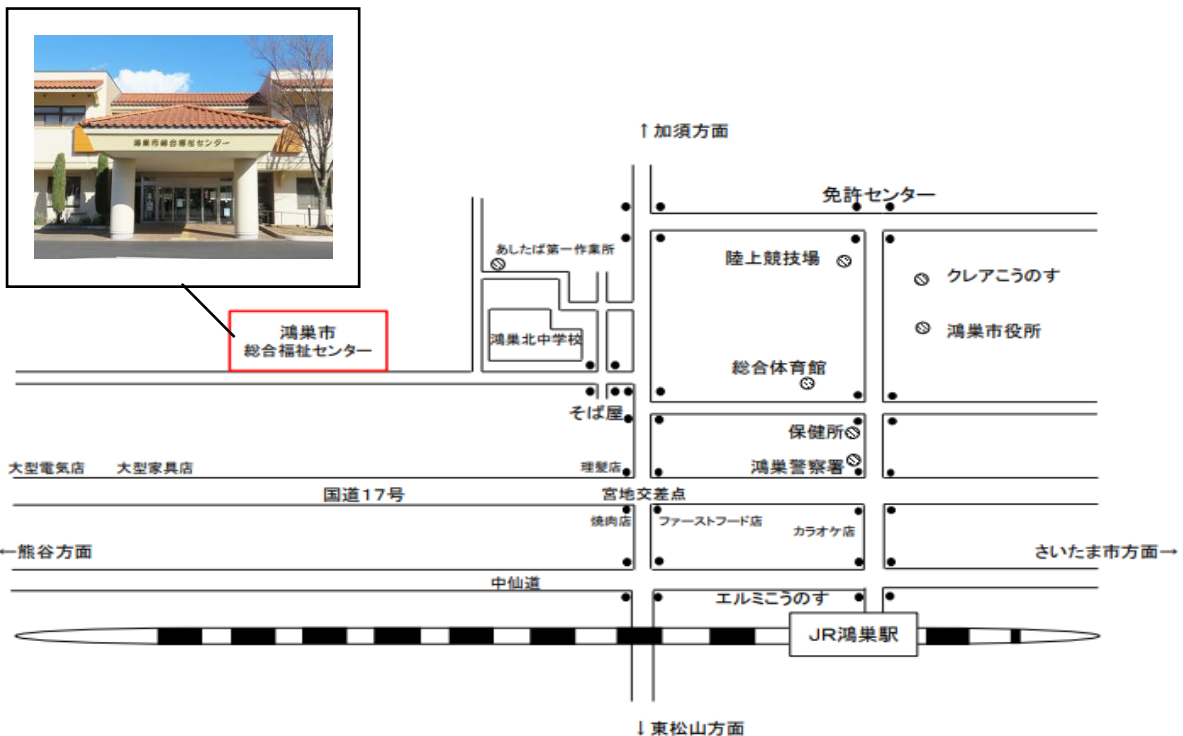 鴻巣市総合福祉センター
↑加須方面
免許センター
あしたば第一作業所
陸上競技場
クレアこうのす
鴻巣市
総合福祉センター
鴻巣北中学校
鴻巣市役所
総合体育館
そば屋
保健所
鴻巣警察署
大型電気店
大型家具店
理髪店
国道17号
宮地交差点
焼肉店
ファーストフード店
カラオケ店
←熊谷方面
さいたま市方面→
中仙道
エルミこうのす
JR鴻巣駅
↓東松山方面